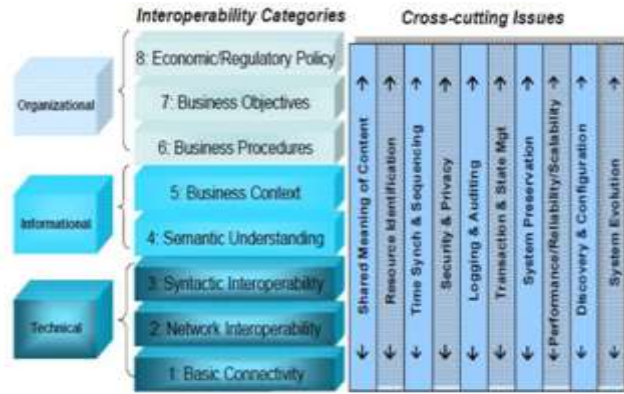 Interoperability Categories
Cross-cutting Issues
Organizational
8: Economic/Regulatory Policy
7: Business Objectives
6: Business Procedures
Informational
5: Business Context
4: Semantic Understanding
Technical
3: Syntactic Interoperability
2: Network Interoperability
1: Basic Connectivity
Shared Meaning of Content
Resource Identification
Time Synch & Sequencing
Security & Privacy
Logging & Auditing
Transaction & State Mgt
System Preservation
Performance/Reliability/Scalability
Discovery & Configuration
System Evolution